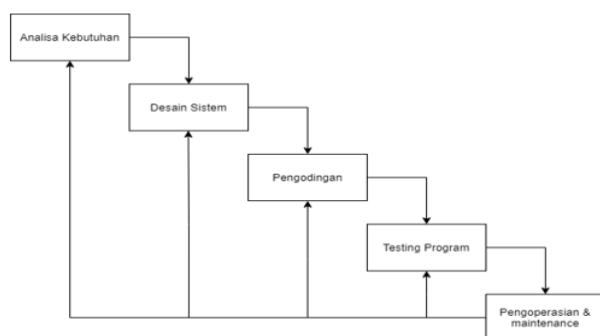 Analisa Kebutuhan
Desain Sistem
Pengodingan
Testing Program
Pengoperasian &
maintenance